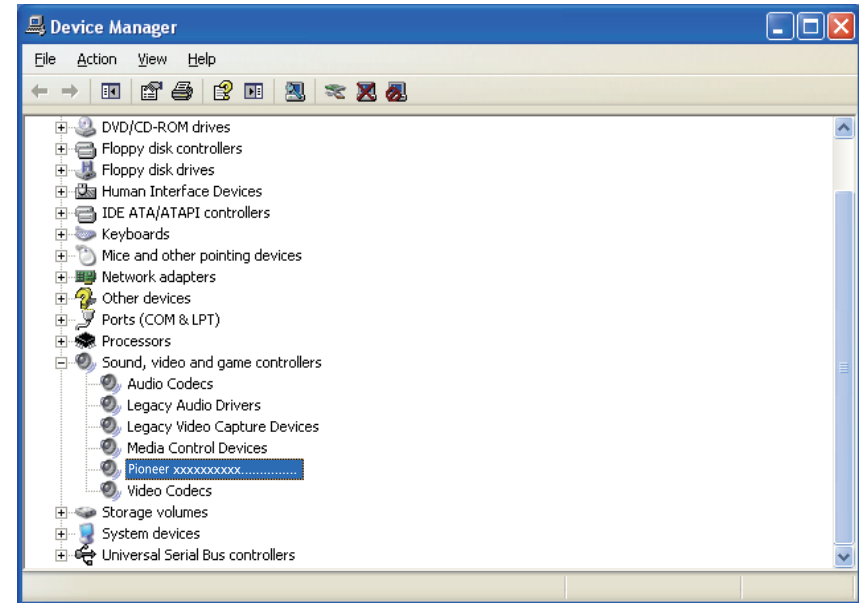 Device Manager
File Action View Help
DVD/CD-ROM drives
Floppy disk controllers
Floppy disk drives
Human Interface Devices
IDE ATA/ATAPI controllers
Keyboards
Mice and other pointing devices
Network adapters
Other devices
Ports (COM & LPT)
Processors
Sound, video and game controllers
Audio Codecs
Legacy Audio Drivers
Legacy Video Capture Devices
Media Control Devices
Pioneer xxxxxxxxxx..............
Video Codecs
Storage volumes
System devices
Universal Serial Bus controllers